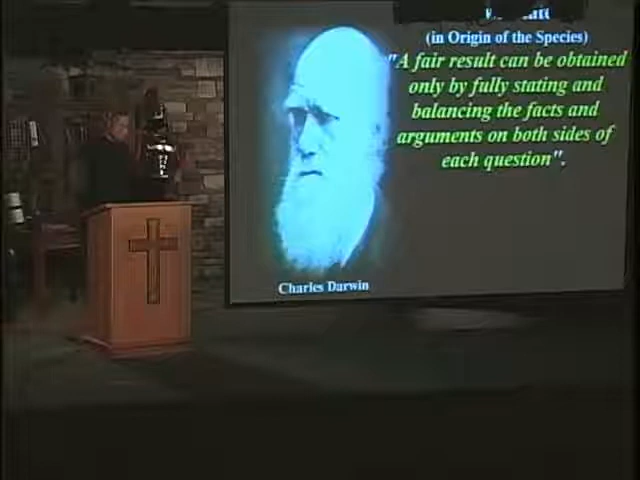 (in Origin of the Species)
"A fair result can be obtained
only by fully stating and
balancing the facts and
arguments on both sides of
each question".
Charles Darwin